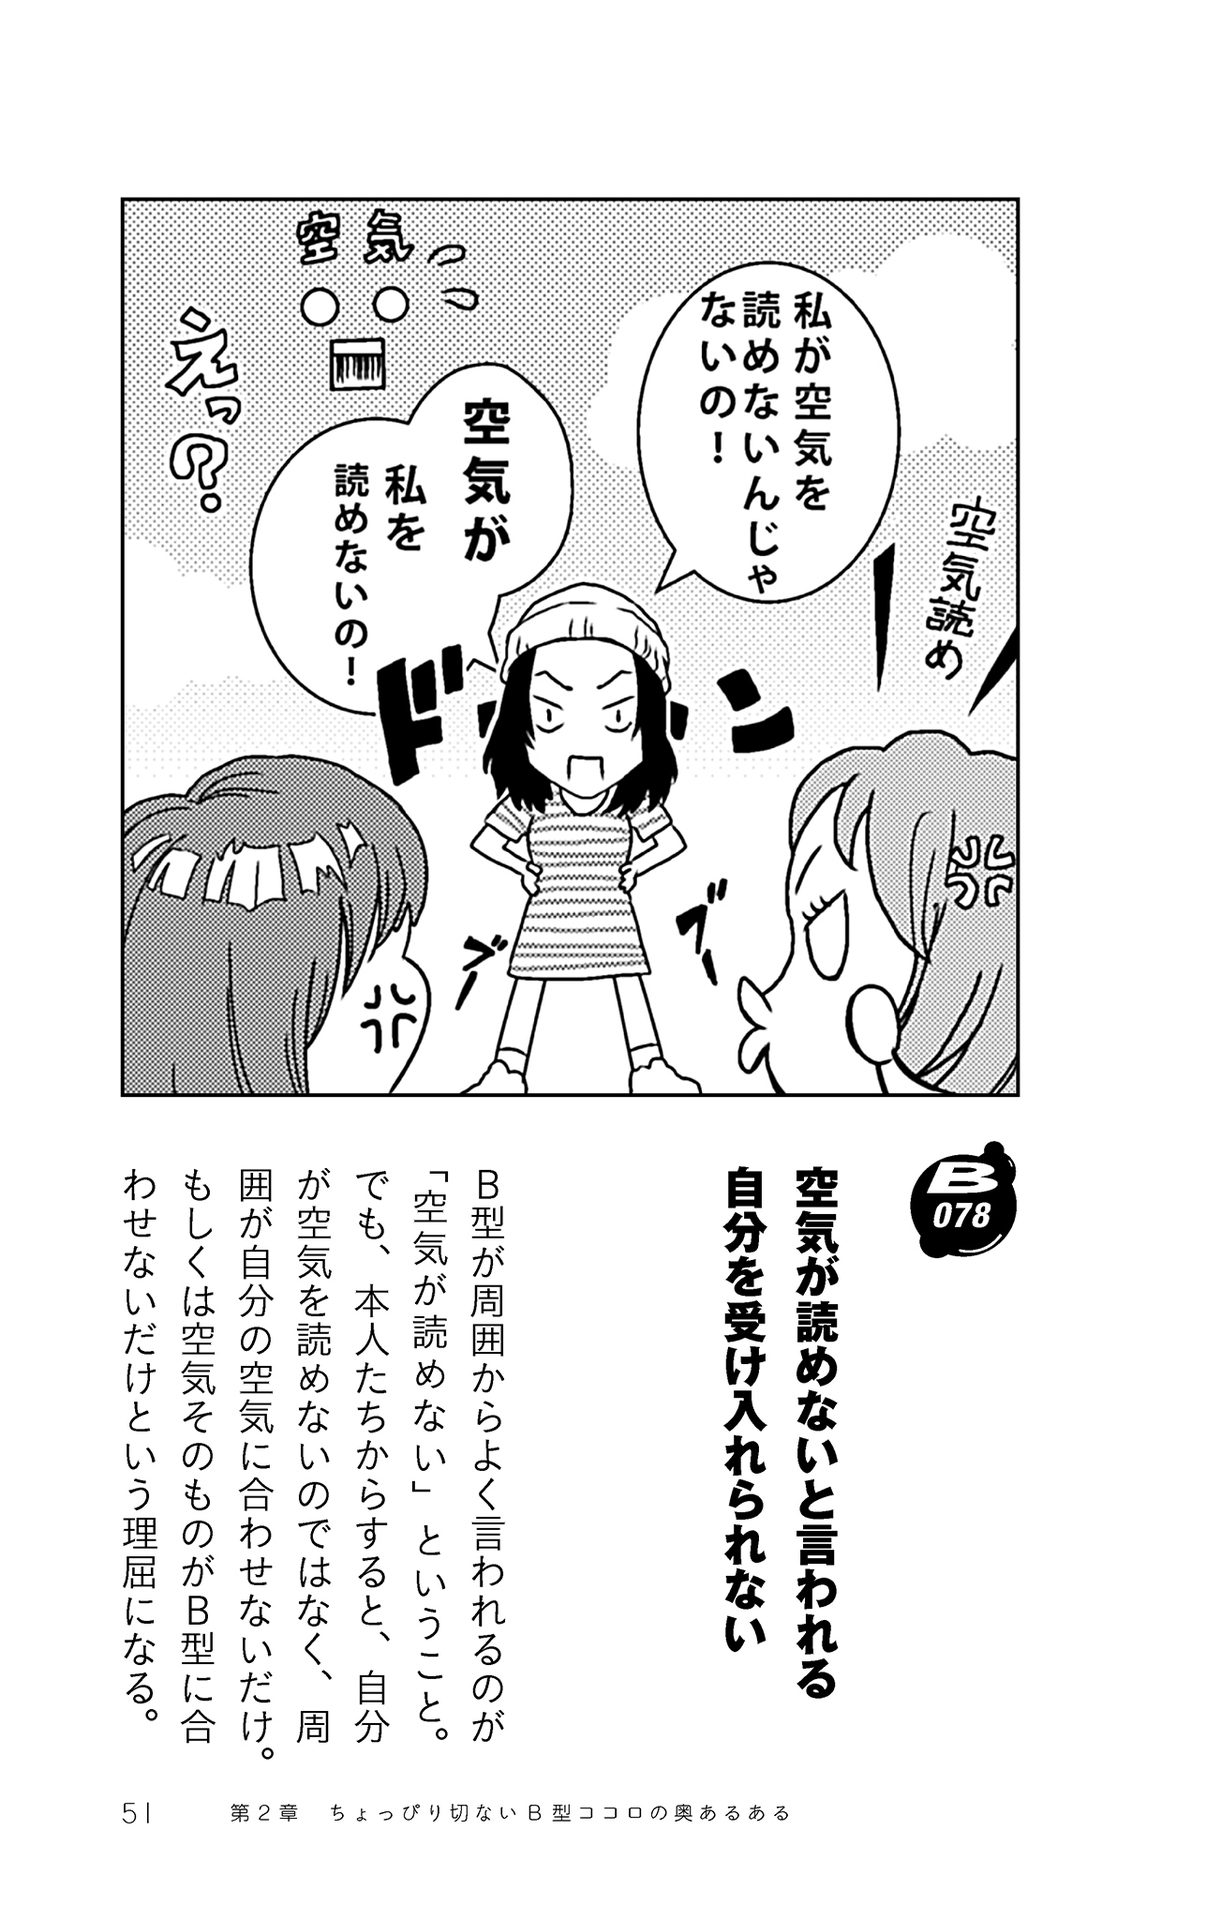 空気読め
私が空気を
読めないんじゃ
ないの！
空気が
私を
読めないの！
空気
えっ？
ドーン
ブー
ブー
B
078
空気が読めないと言われる
自分を受け入れられない
B型が周囲からよく言われるのが
「空気が読めない」ということ。
でも、本人たちからすると、自分
が空気を読めないのではなく、周
囲が自分の空気に合わせないだけ。
もしくは空気そのものがB型に合
わせないだけという理屈になる。
51　第2章　ちょっぴり切ないB型ココロの奥あるある